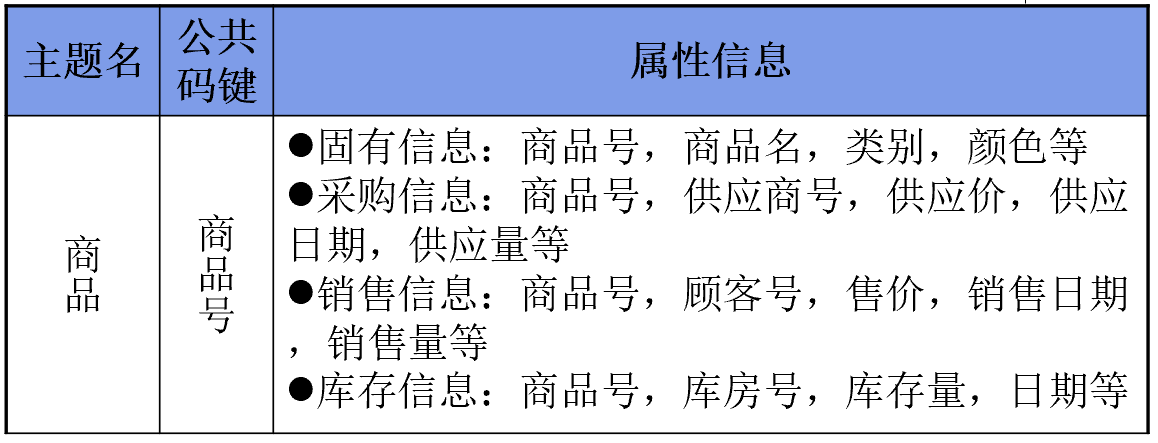 主题名
公共
码键
属性信息
商品
商品号
●固有信息：商品号，商品名，类别，颜色等
●采购信息：商品号，供应商号，供应价，供应
日期，供应量等
●销售信息：商品号，顾客号，售价，销售日期
，销售量等
●库存信息：商品号，库房号，库存量，日期等